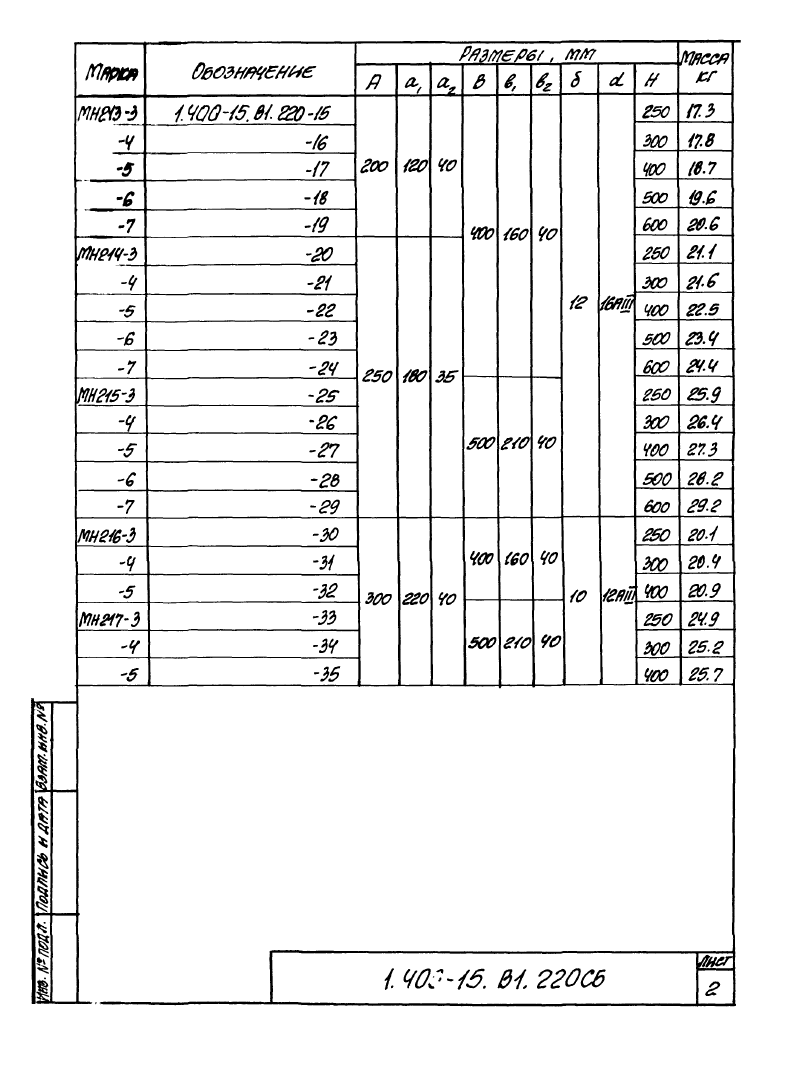 Марка Обозначение Размеры, мм Масса кг
А а₁ а₂ В в₁ в₂ δ d Н
МН213-3 1.400-15.В1.220-15 200 120 40 400 160 40 12 16АIII 250 17.3
-4 -16 300 17.8
-5 -17 400 18.7
-6 -18 500 19.6
-7 -19 600 20.6
МН214-3 -20 250 180 35 250 21.1
-4 -21 300 21.6
-5 -22 400 22.5
-6 -23 500 23.4
-7 -24 600 24.4
МН215-3 -25 500 210 40 250 25.9
-4 -26 300 26.4
-5 -27 400 27.3
-6 -28 500 28.2
-7 -29 600 29.2
МН216-3 -30 300 220 40 400 160 40 10 12АIII 250 20.1
-4 -31 300 20.4
-5 -32 400 20.9
МН217-3 -33 500 210 40 250 24.9
-4 -34 300 25.2
-5 -35 400 25.7
Взам. инв. №
Подпись и дата
Инв. № подл.
1.400-15. В1. 220СБ
Лист
2